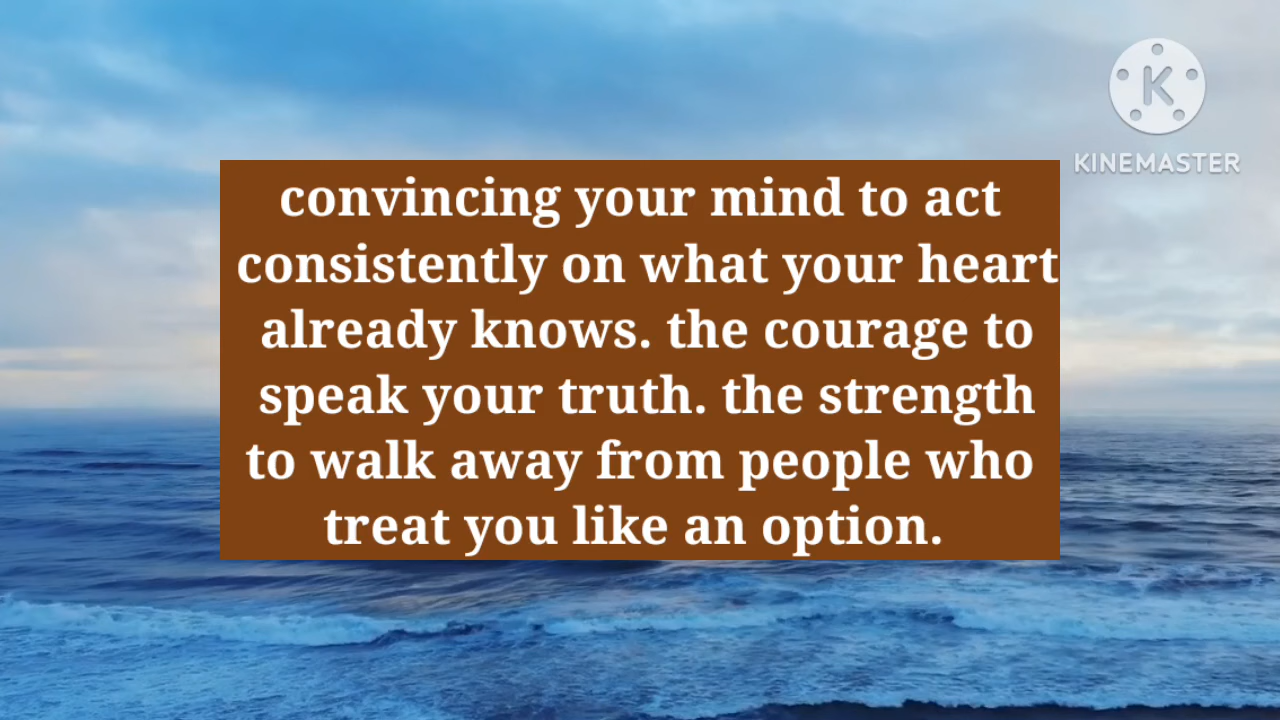 K
KINEMASTER
convincing your mind to act
consistently on what your heart
already knows. the courage to
speak your truth. the strength
to walk away from people who
treat you like an option.